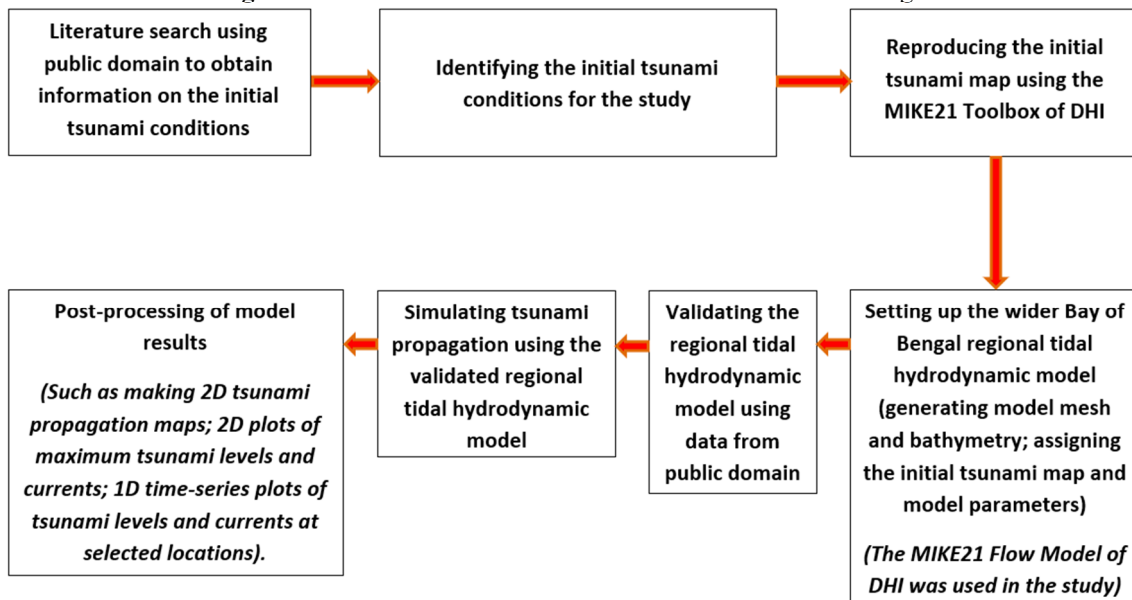 Literature search using
public domain to obtain
information on the initial
tsunami conditions
Identifying the initial tsunami
conditions for the study
Reproducing the initial
tsunami map using the
MIKE21 Toolbox of DHI
Setting up the wider Bay of
Bengal regional tidal
hydrodynamic model
(generating model mesh
and bathymetry; assigning
the initial tsunami map and
model parameters)
(The MIKE21 Flow Model of
DHI was used in the study)
Validating the
regional tidal
hydrodynamic
model using
data from
public domain
Simulating tsunami
propagation using the
validated regional
tidal hydrodynamic
model
Post-processing of model
results
(Such as making 2D tsunami
propagation maps; 2D plots of
maximum tsunami levels and
currents; 1D time-series plots of
tsunami levels and currents at
selected locations).